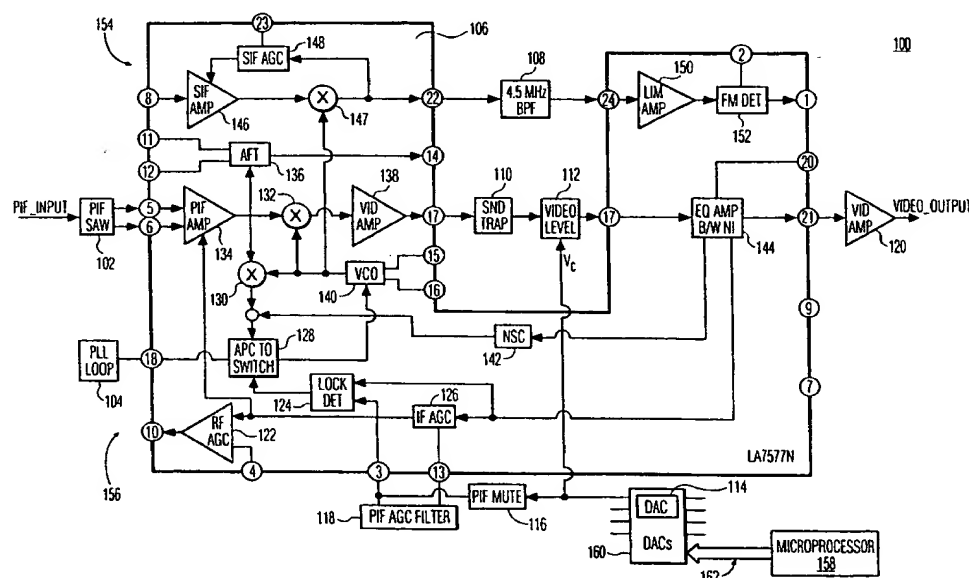 23
154
106
100
148
SIF AGC
2
108
150
8
SIF AMP
146
147
22
4.5 MHz BPF
24
LIM AMP
FM DET
1
152
11
12
AFT
136
14
20
PIF_INPUT
PIF SAW
102
5
6
PIF AMP
134
132
138
VID AMP
17
110
SND TRAP
112
VIDEO LEVEL
17
EQ AMP B/W NI
144
21
VID AMP
120
VIDEO_OUTPUT
15
16
VCO
140
130
VC
9
128
APC TO SWITCH
NSC
142
PLL LOOP
104
18
LOCK DET
124
126
IF AGC
7
156
10
RF AGC
122
4
3
13
LA7577N
118
PIF AGC FILTER
PIF MUTE
116
114
DAC
DACs
160
162
MICROPROCESSOR
158